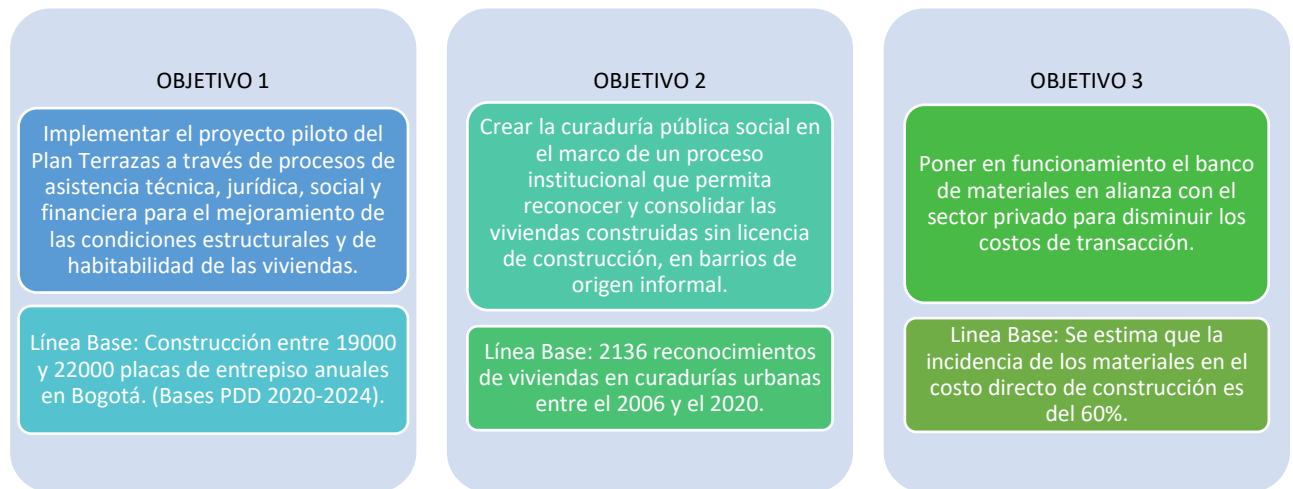 OBJETIVO 1
Implementar el proyecto piloto del
Plan Terrazas a través de procesos de
asistencia técnica, jurídica, social y
financiera para el mejoramiento de
las condiciones estructurales y de
habitabilidad de las viviendas.
Línea Base: Construcción entre 19000
y 22000 placas de entrepiso anuales
en Bogotá. (Bases PDD 2020-2024).
OBJETIVO 2
Crear la curaduría pública social en
el marco de un proceso
institucional que permita
reconocer y consolidar las
viviendas construidas sin licencia
de construcción, en barrios de
origen informal.
Línea Base: 2136 reconocimientos
de viviendas en curadurías urbanas
entre el 2006 y el 2020.
OBJETIVO 3
Poner en funcionamiento el banco
de materiales en alianza con el
sector privado para disminuir los
costos de transacción.
Linea Base: Se estima que la
incidencia de los materiales en el
costo directo de construcción es
del 60%.